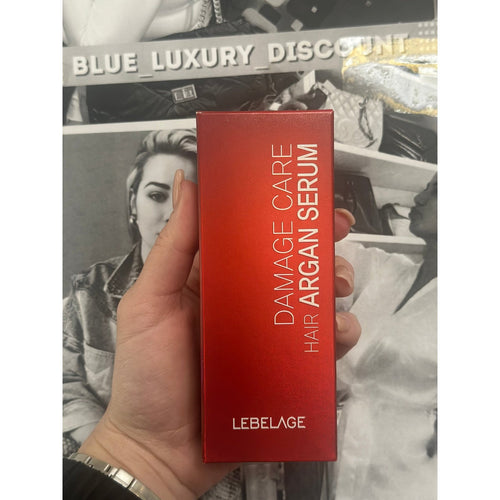 BLUE_LUXURY_DISCOUNT
DAMAGE CARE
HAIR ARGAN SERUM
LEBELAGE